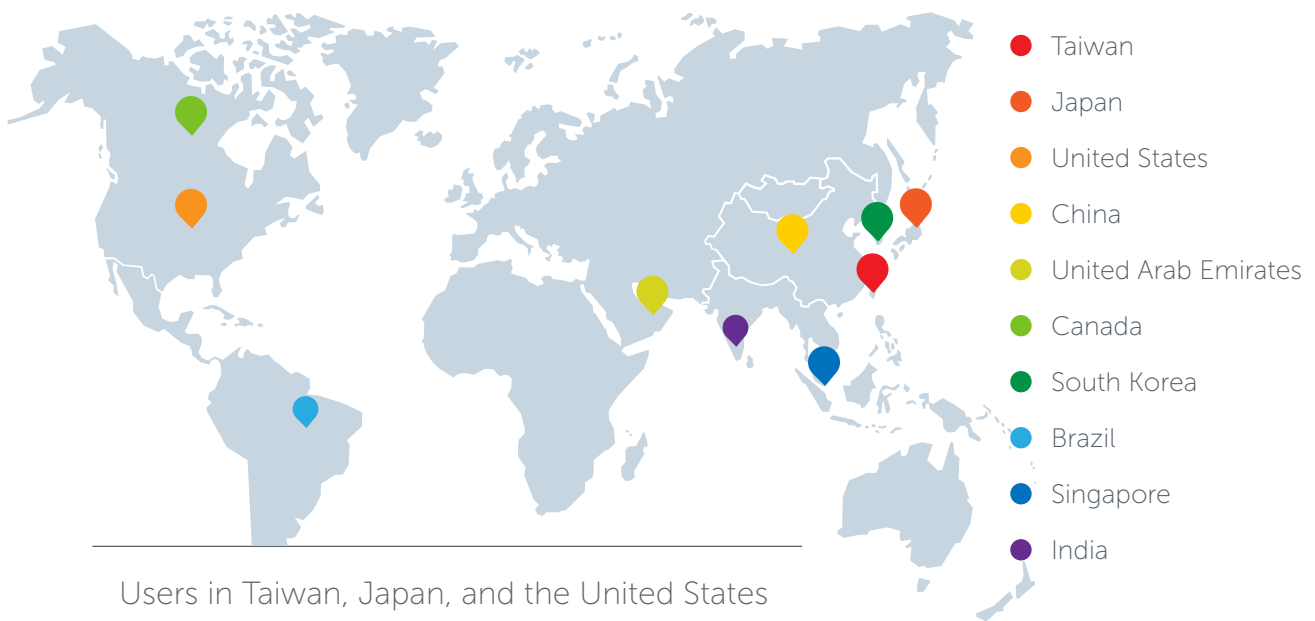 Taiwan
Japan
United States
China
United Arab Emirates
Canada
South Korea
Brazil
Singapore
India
Users in Taiwan, Japan, and the United States